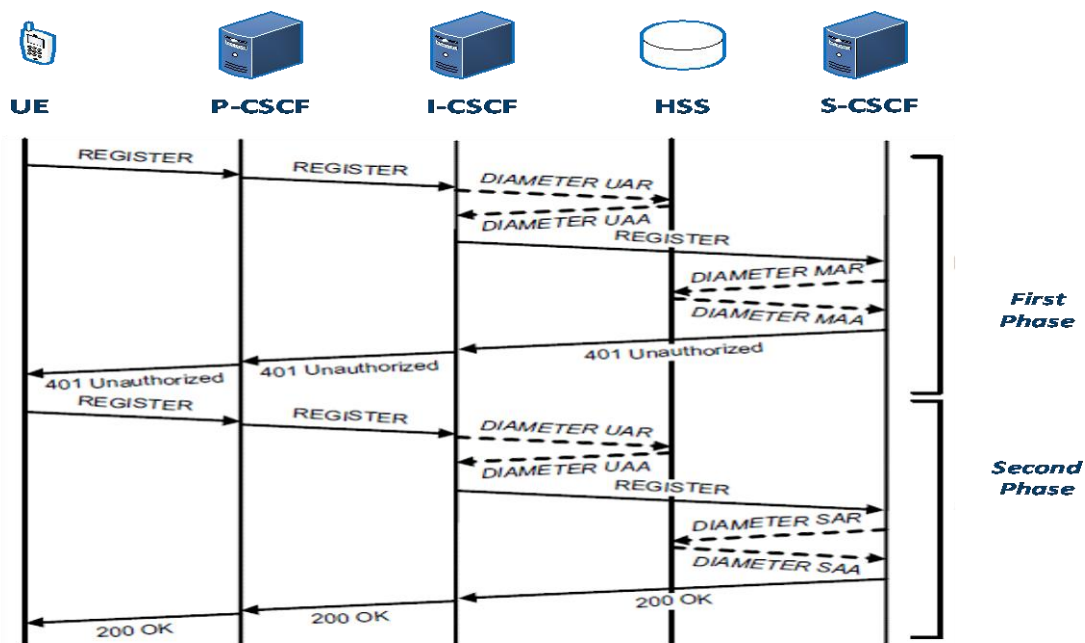 UE
P-CSCF
I-CSCF
HSS
S-CSCF
REGISTER
REGISTER
DIAMETER UAR
DIAMETER UAA
REGISTER
DIAMETER MAR
DIAMETER MAA
401 Unauthorized
401 Unauthorized
401 Unauthorized
First
Phase
REGISTER
REGISTER
DIAMETER UAR
DIAMETER UAA
REGISTER
DIAMETER SAR
DIAMETER SAA
200 OK
200 OK
200 OK
Second
Phase